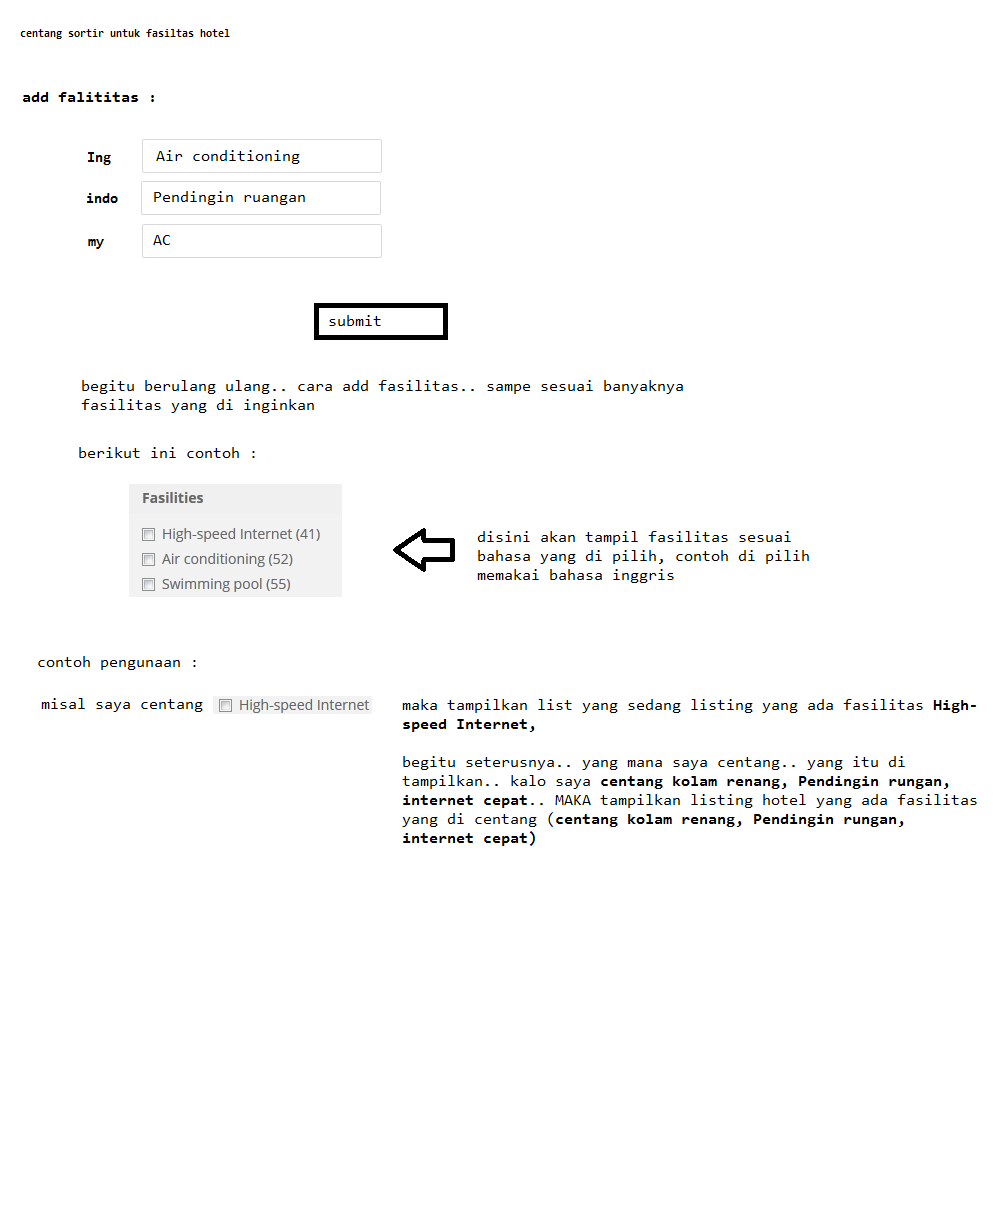 centang sortir untuk fasiltas hotel
add falititas :
Ing
Air conditioning
indo
Pendingin ruangan
my
AC
submit
begitu berulang ulang.. cara add fasilitas.. sampe sesuai banyaknya
fasilitas yang di inginkan
berikut ini contoh :
Fasilities
High-speed Internet (41)
Air conditioning (52)
Swimming pool (55)
disini akan tampil fasilitas sesuai
bahasa yang di pilih, contoh di pilih
memakai bahasa inggris
contoh pengunaan :
misal saya centang
High-speed Internet
maka tampilkan list yang sedang listing yang ada fasilitas High-
speed Internet,
begitu seterusnya.. yang mana saya centang.. yang itu di
tampilkan.. kalo saya centang kolam renang, Pendingin rungan,
internet cepat.. MAKA tampilkan listing hotel yang ada fasilitas
yang di centang (centang kolam renang, Pendingin rungan,
internet cepat)